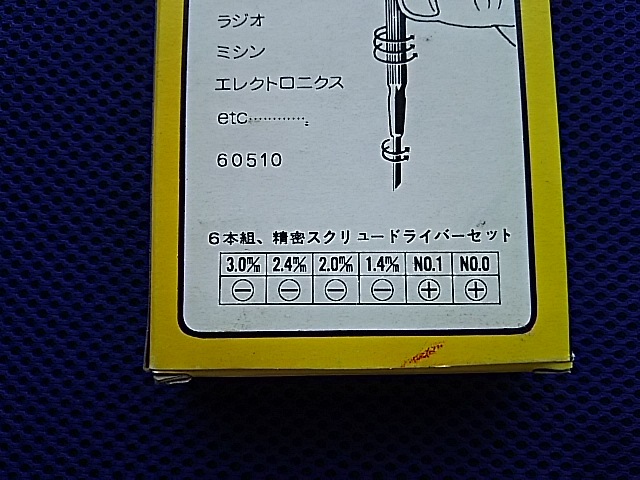 ラジオ
ミシン
エレクトロニクス
etc…………
60510
6本組、精密スクリュードライバーセット
3.0㎜ 2.4㎜ 2.0㎜ 1.4㎜ NO.1 NO.0
⊖ ⊖ ⊖ ⊖ ⊕ ⊕